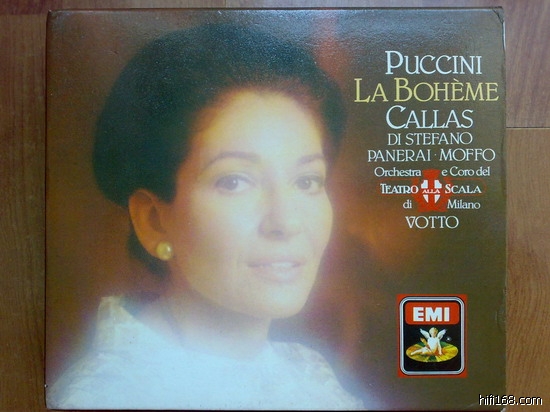 PUCCINI
LA BOHÈME
CALLAS
DI STEFANO
PANERAI · MOFFO
Orchestra e Coro del
TEATRO ALLA SCALA
di Milano
VOTTO
EMI
hifi168.com